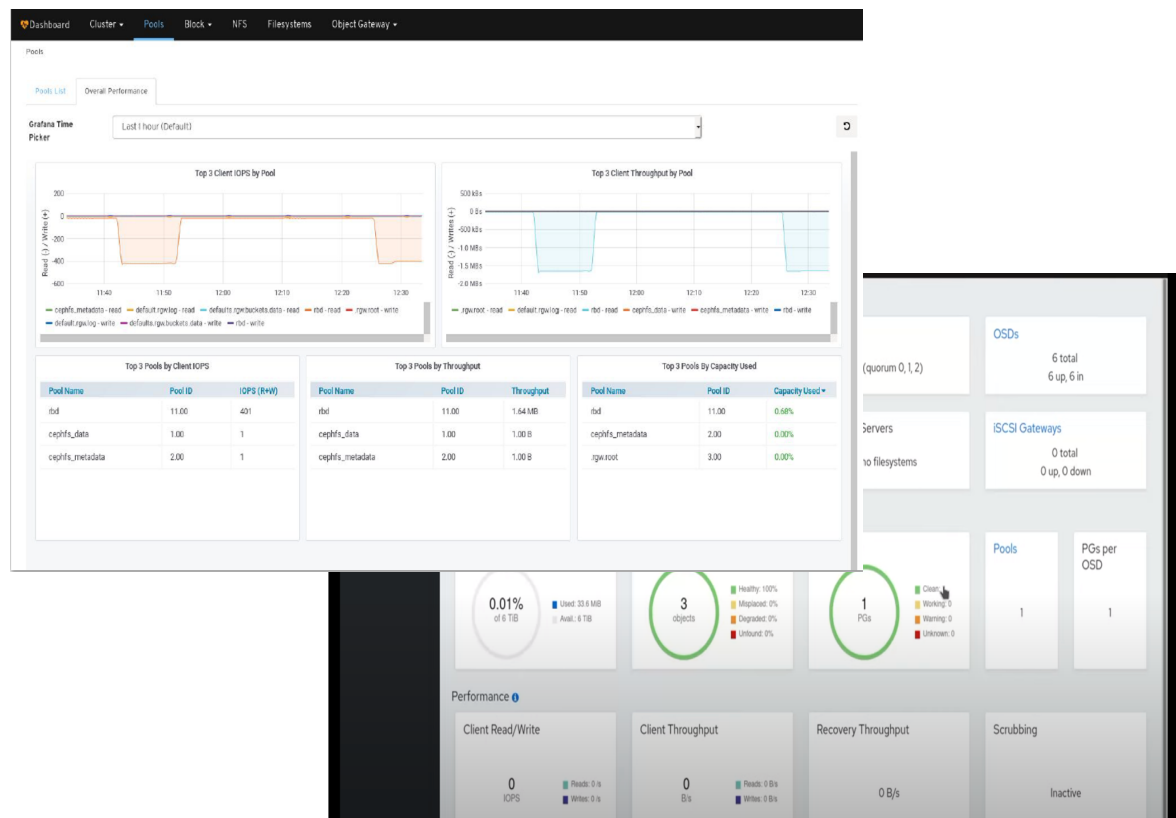 Dashboard Cluster Pools Block NFS Filesystems Object Gateway
Pools
Pools List Overall Performance
Grafana Time Picker
Last 1 hour (Default)
Top 3 Client IOPS by Pool
Read (-) / Write (+)
200
0
-200
-400
-600
11:40 11:50 12:00 12:10 12:20 12:30
cephfs_metadata - read default.rgw.log - read defaults.rgw.buckets.data - read rbd - read .rgw.root - write
default.rgw.log - write defaults.rgw.buckets.data - write rbd - write
Top 3 Client Throughput by Pool
Read (-) / Writes (+)
500 kBs
0 Bs
-500 kBs
-1.0 MBs
-1.5 MBs
-2.0 MBs
11:40 11:50 12:00 12:10 12:20 12:30
.rgw.root - read default.rgw.log - read rbd - read cephfs_data - write cephfs_metadata - write rbd - write
Top 3 Pools by Client IOPS
Pool Name Pool ID IOPS (R+W)
rbd 11.00 401
cephfs_data 1.00 1
cephfs_metadata 2.00 1
Top 3 Pools by Throughput
Pool Name Pool ID Throughput
rbd 11.00 1.64 MB
cephfs_data 1.00 1.00 B
cephfs_metadata 2.00 1.00 B
Top 3 Pools By Capacity Used
Pool Name Pool ID Capacity Used
rbd 11.00 0.68%
cephfs_metadata 2.00 0.00%
.rgw.root 3.00 0.00%
(quorum 0, 1, 2)
OSDs
6 total
6 up, 6 in
Servers
no filesystems
iSCSI Gateways
0 total
0 up, 0 down
0.01%
of 6 TiB
Used: 33.6 MiB
Avail.: 6 TiB
3
objects
Healthy: 100%
Misplaced: 0%
Degraded: 0%
Unfound: 0%
1
PGs
Clean:
Working: 0
Warning: 0
Unknown: 0
Pools
1
PGs per
OSD
1
Performance
Client Read/Write
0
IOPS
Reads: 0 /s
Writes: 0 /s
Client Throughput
0
B/s
Reads: 0 B/s
Writes: 0 B/s
Recovery Throughput
0 B/s
Scrubbing
Inactive